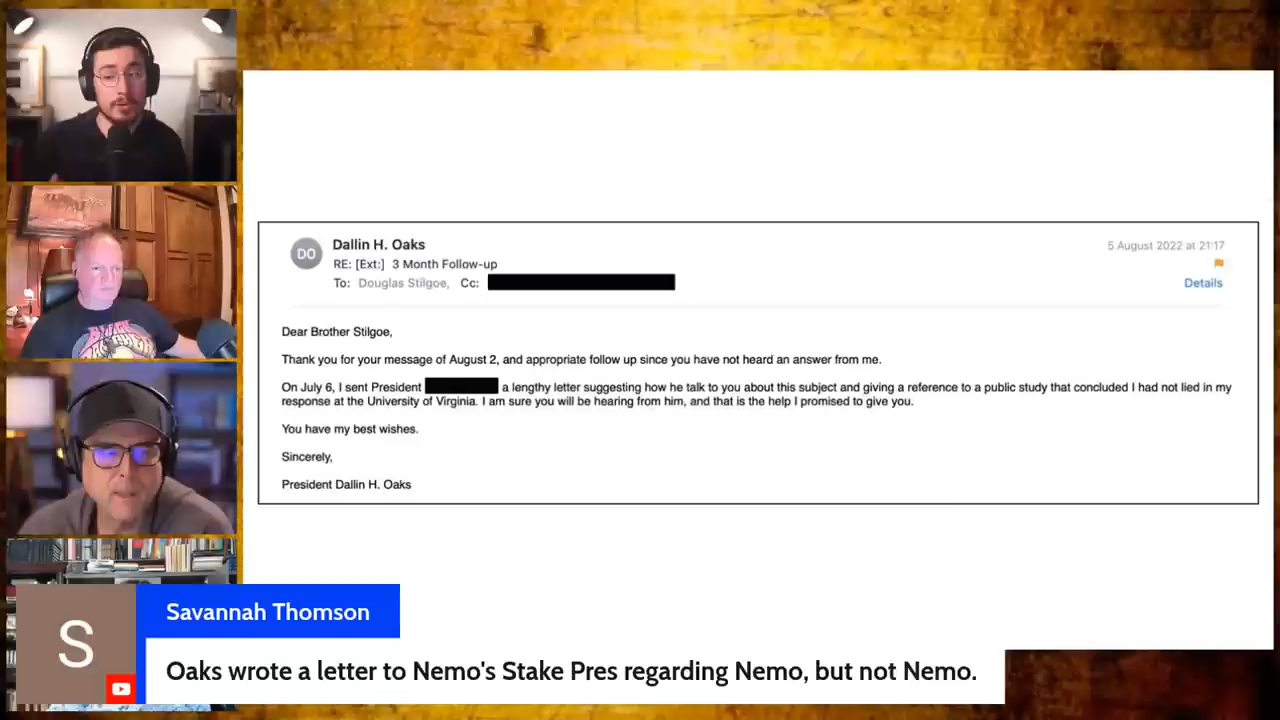 DO
Dallin H. Oaks
5 August 2022 at 21:17
RE: [Ext:] 3 Month Follow-up
To: Douglas Stilgoe, Cc:
Details
Dear Brother Stilgoe,
Thank you for your message of August 2, and appropriate follow up since you have not heard an answer from me.
On July 6, I sent President a lengthy letter suggesting how he talk to you about this subject and giving a reference to a public study that concluded I had not lied in my
response at the University of Virginia. I am sure you will be hearing from him, and that is the help I promised to give you.
You have my best wishes.
Sincerely,
President Dallin H. Oaks
S
Savannah Thomson
Oaks wrote a letter to Nemo's Stake Pres regarding Nemo, but not Nemo.